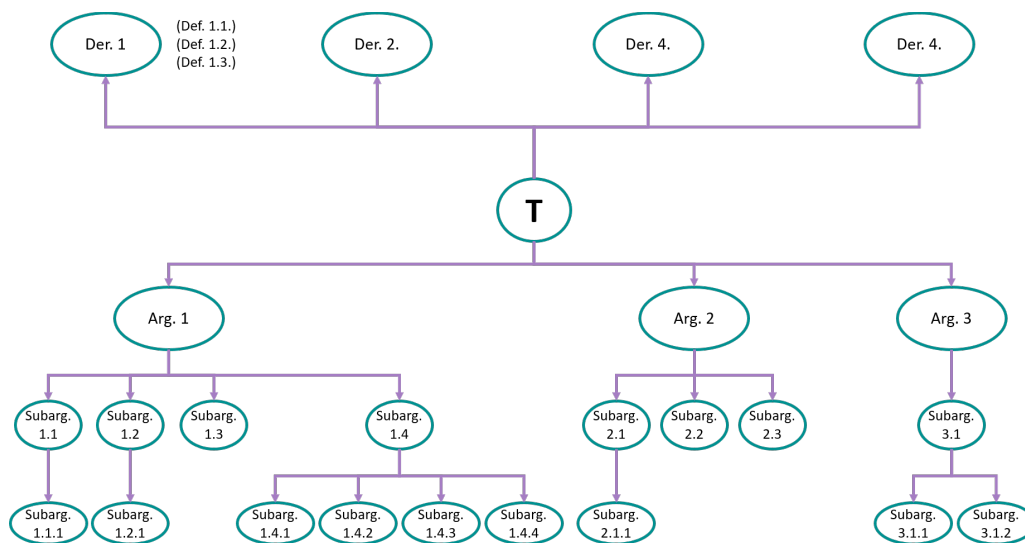 Der. 1
(Def. 1.1.)
(Def. 1.2.)
(Def. 1.3.)
Der. 2.
Der. 4.
Der. 4.
T
Arg. 1
Arg. 2
Arg. 3
Subarg.
1.1
Subarg.
1.2
Subarg.
1.3
Subarg.
1.4
Subarg.
2.1
Subarg.
2.2
Subarg.
2.3
Subarg.
3.1
Subarg.
1.1.1
Subarg.
1.2.1
Subarg.
1.4.1
Subarg.
1.4.2
Subarg.
1.4.3
Subarg.
1.4.4
Subarg.
2.1.1
Subarg.
3.1.1
Subarg.
3.1.2